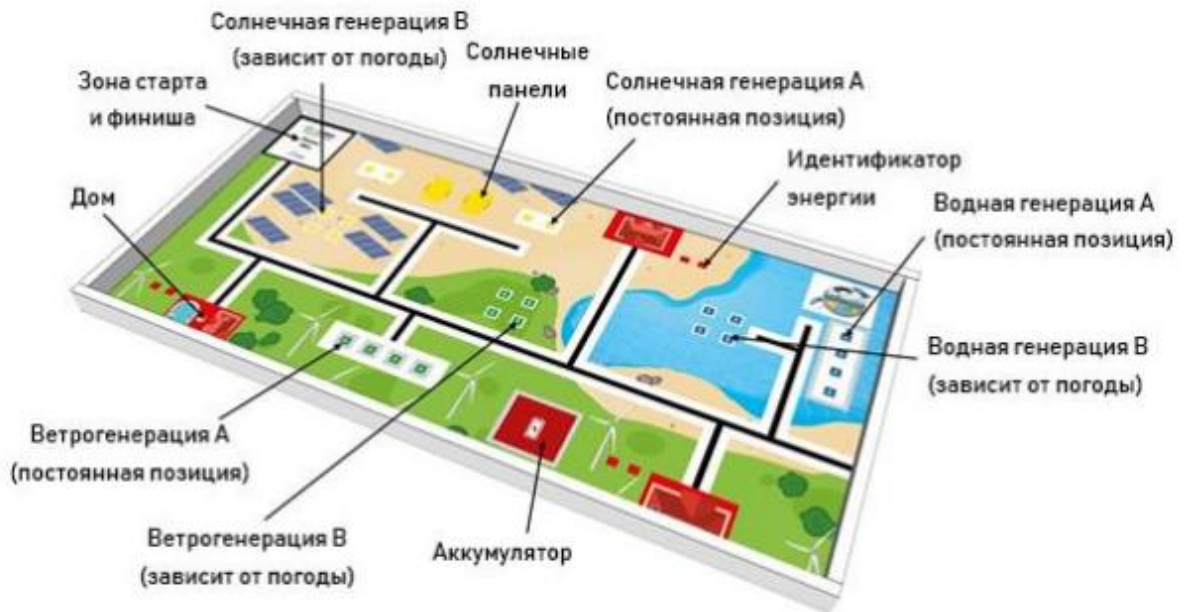 Солнечная генерация В
(зависит от погоды)
Солнечные
панели
Зона старта
и финиша
Солнечная генерация А
(постоянная позиция)
Идентификатор
энергии
Дом
Водная генерация А
(постоянная позиция)
Водная генерация В
(зависит от погоды)
Ветрогенерация А
(постоянная позиция)
Ветрогенерация В
(зависит от погоды)
Аккумулятор